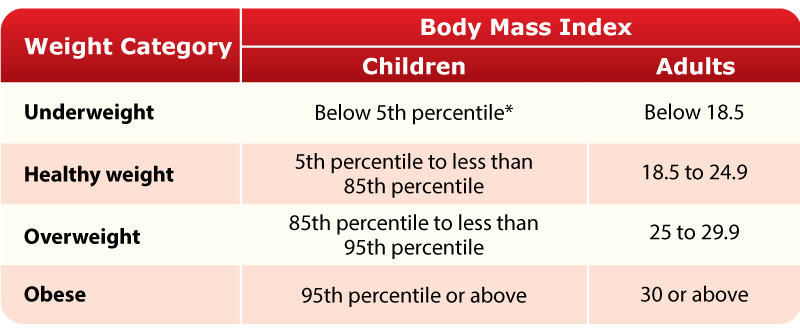 Weight Category
Body Mass Index
Children
Adults
Underweight
Below 5th percentile*
Below 18.5
Healthy weight
5th percentile to less than
85th percentile
18.5 to 24.9
Overweight
85th percentile to less than
95th percentile
25 to 29.9
Obese
95th percentile or above
30 or above